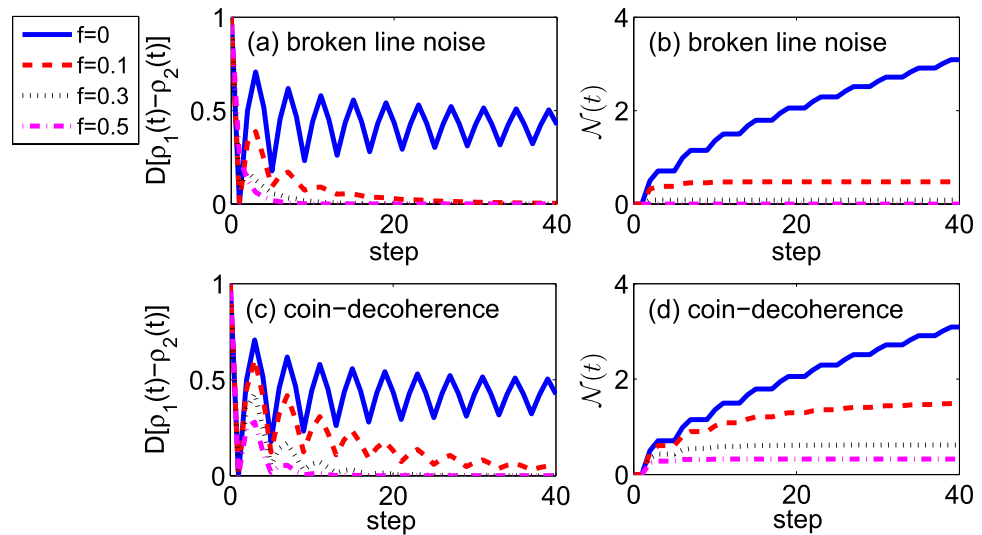 f=0
f=0.1
f=0.3
f=0.5
(a) broken line noise
D[ρ₁(t)−ρ₂(t)]
1
0.5
0
0 20 40
step
(b) broken line noise
𝒩(t)
4
2
0
0 20 40
step
(c) coin−decoherence
D[ρ₁(t)−ρ₂(t)]
1
0.5
0
0 20 40
step
(d) coin−decoherence
𝒩(t)
4
2
0
0 20 40
step